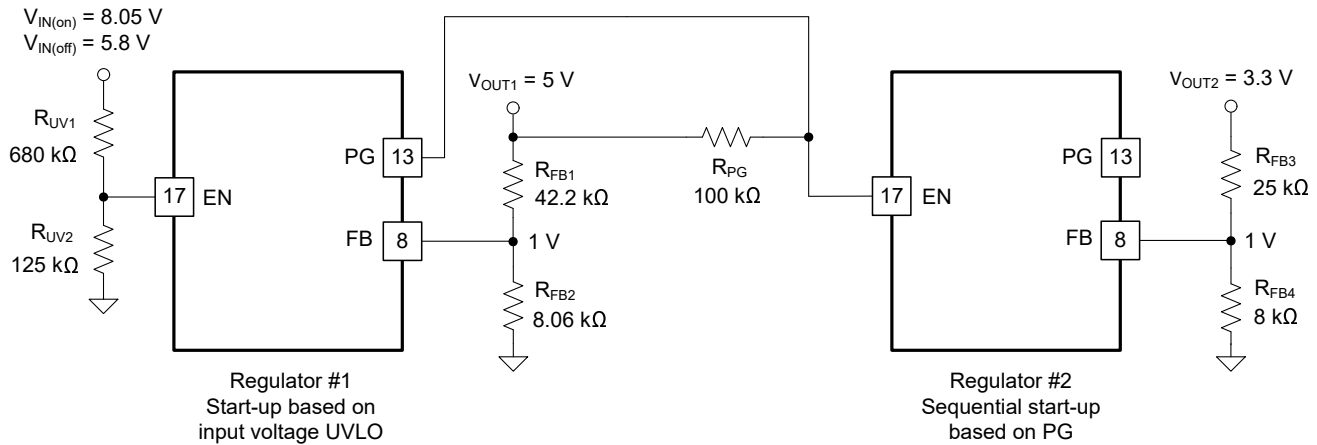 V_IN(on) = 8.05 V
V_IN(off) = 5.8 V
R_UV1
680 kΩ
R_UV2
125 kΩ
17 EN
PG 13
FB 8
V_OUT1 = 5 V
R_FB1
42.2 kΩ
1 V
R_FB2
8.06 kΩ
R_PG
100 kΩ
17 EN
PG 13
FB 8
V_OUT2 = 3.3 V
R_FB3
25 kΩ
1 V
R_FB4
8 kΩ
Regulator #1
Start-up based on
input voltage UVLO
Regulator #2
Sequential start-up
based on PG